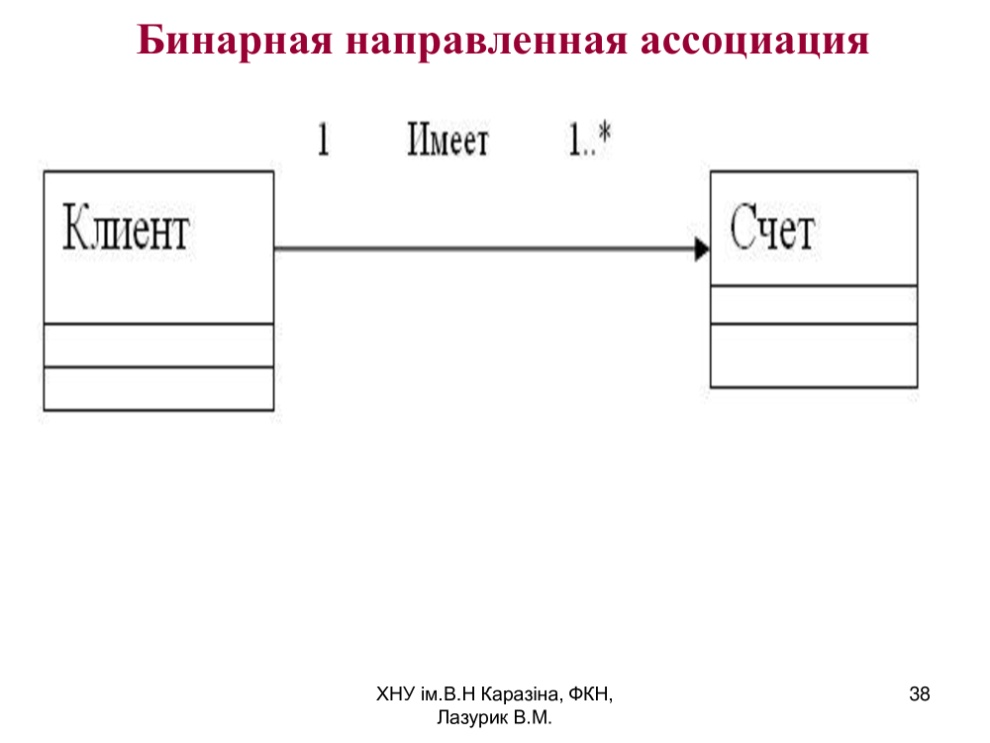 Бинарная направленная ассоциация
1 Имеет 1..*
Клиент
Счет
ХНУ ім.В.Н Каразіна, ФКН,
Лазурик В.М.
38